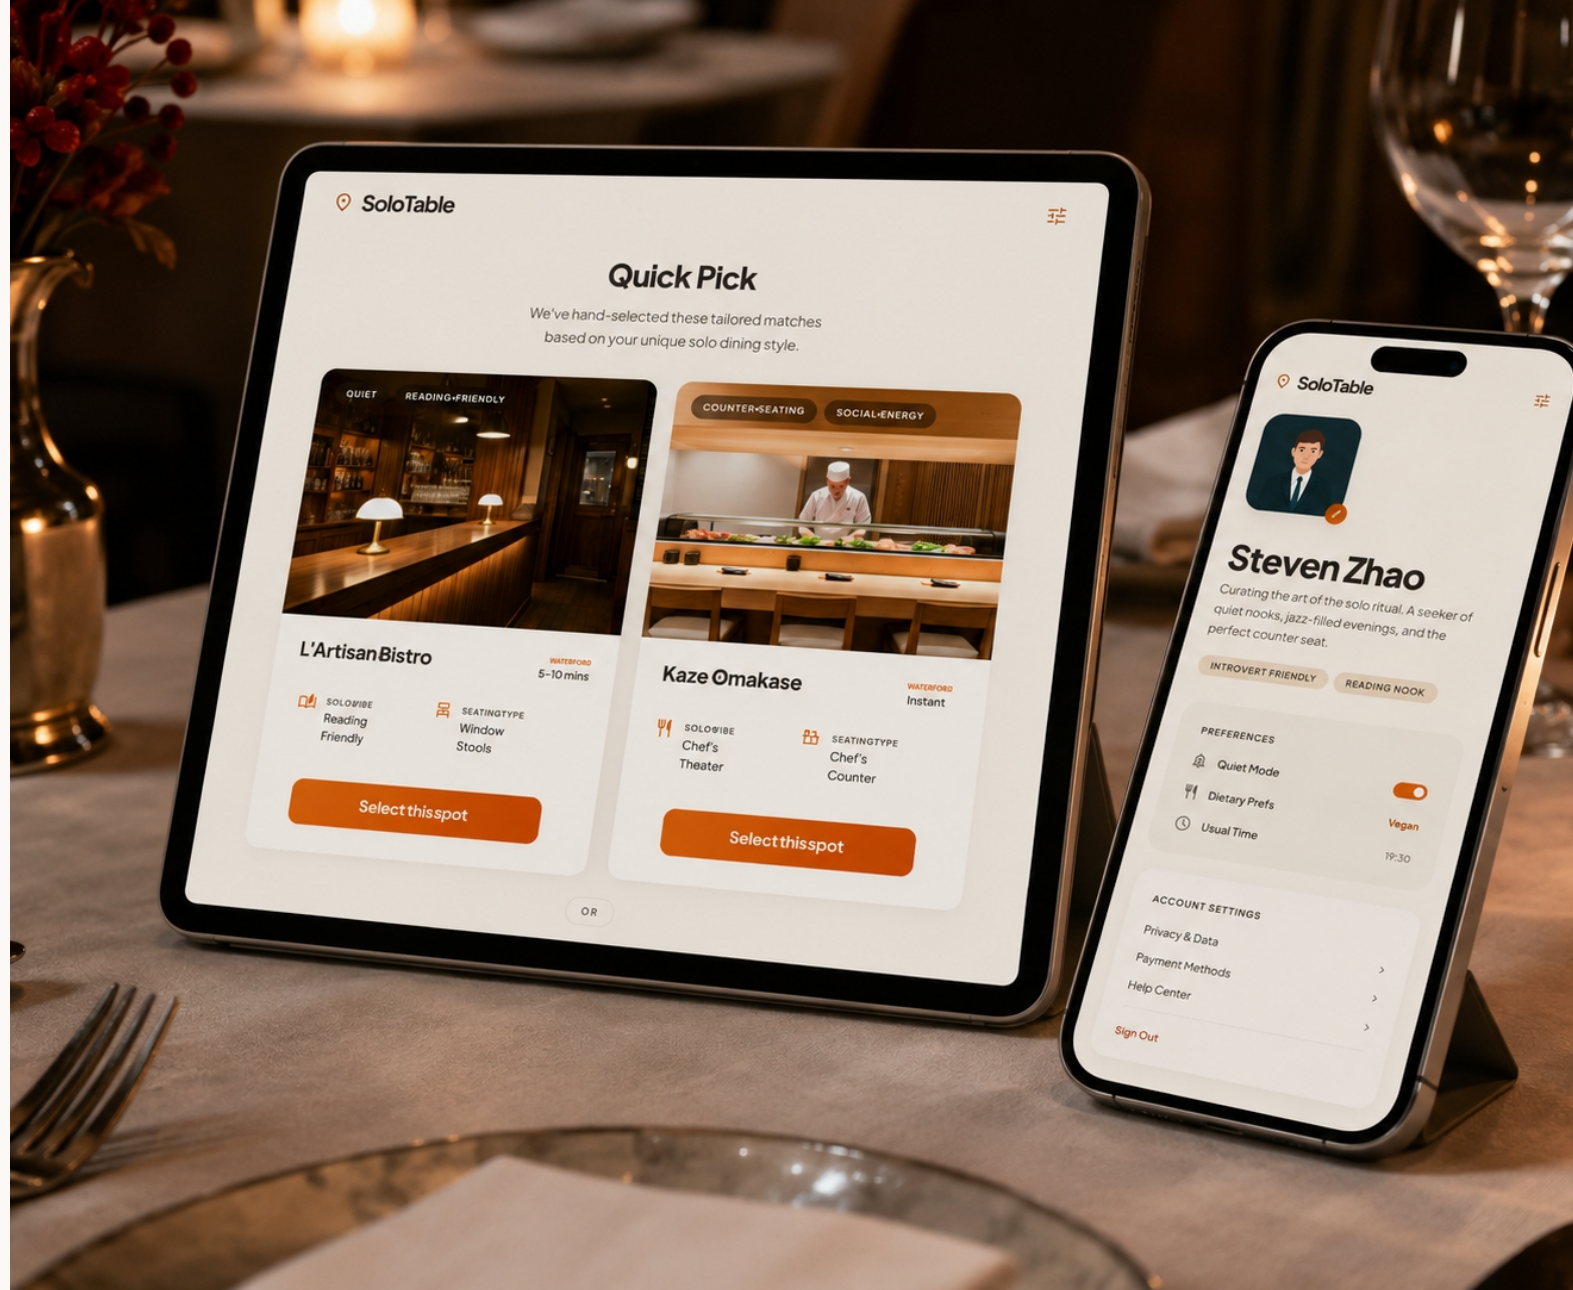 SoloTable
Quick Pick
We've hand-selected these tailored matches
based on your unique solo dining style.
QUIET
READING•FRIENDLY
COUNTER•SEATING
SOCIAL•ENERGY
L'Artisan Bistro
WATERFORD
5-10 mins
SOLOVIBE
Reading
Friendly
SEATINGTYPE
Window
Stools
Select this spot
Kaze Omakase
WATERFORD
Instant
SOLOVIBE
Chef's
Theater
SEATINGTYPE
Chef's
Counter
Select this spot
OR
SoloTable
Steven Zhao
Curating the art of the solo ritual. A seeker of
quiet nooks, jazz-filled evenings, and the
perfect counter seat.
INTROVERT FRIENDLY
READING NOOK
PREFERENCES
Quiet Mode
Dietary Prefs
Vegan
Usual Time
19:30
ACCOUNT SETTINGS
Privacy & Data
Payment Methods
Help Center
Sign Out